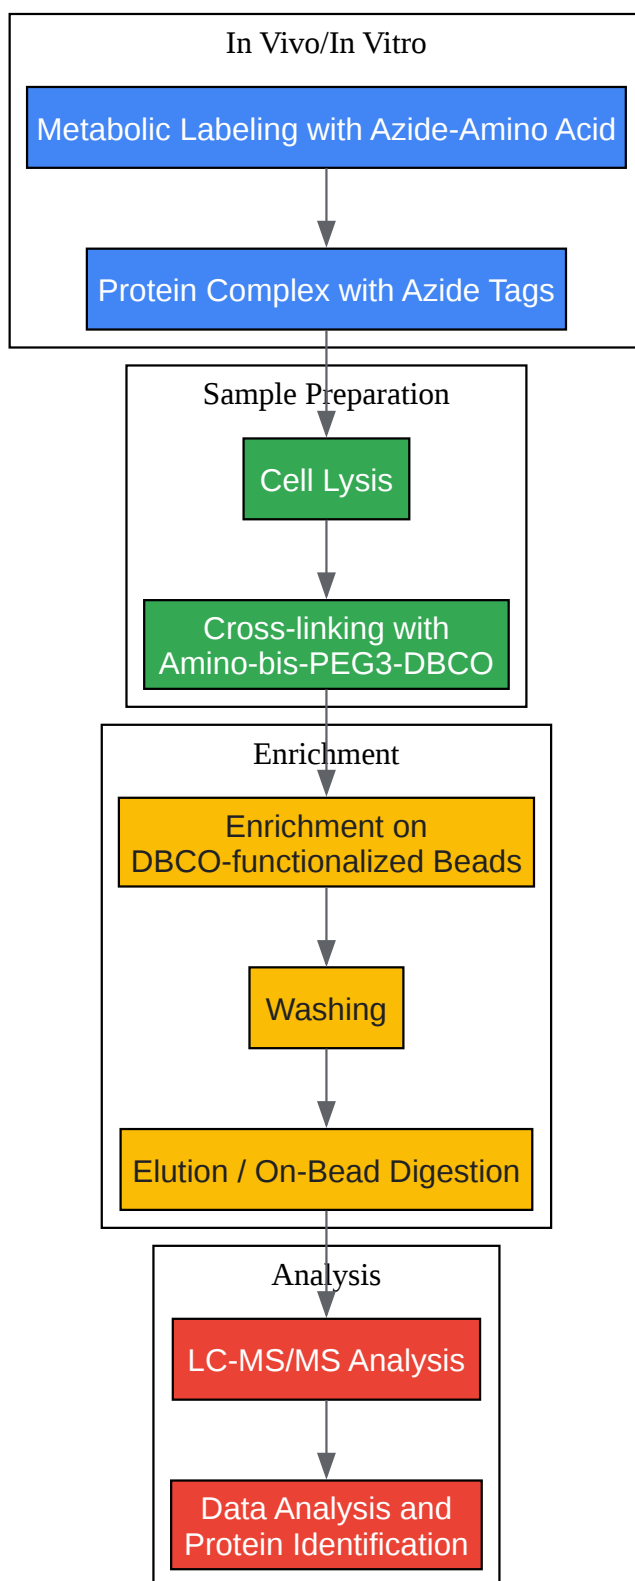 In Vivo/In Vitro
Metabolic Labeling with Azide-Amino Acid
Protein Complex with Azide Tags
Sample Preparation
Cell Lysis
Cross-linking with
Amino-bis-PEG3-DBCO
Enrichment
Enrichment on
DBCO-functionalized Beads
Washing
Elution / On-Bead Digestion
Analysis
LC-MS/MS Analysis
Data Analysis and
Protein Identification